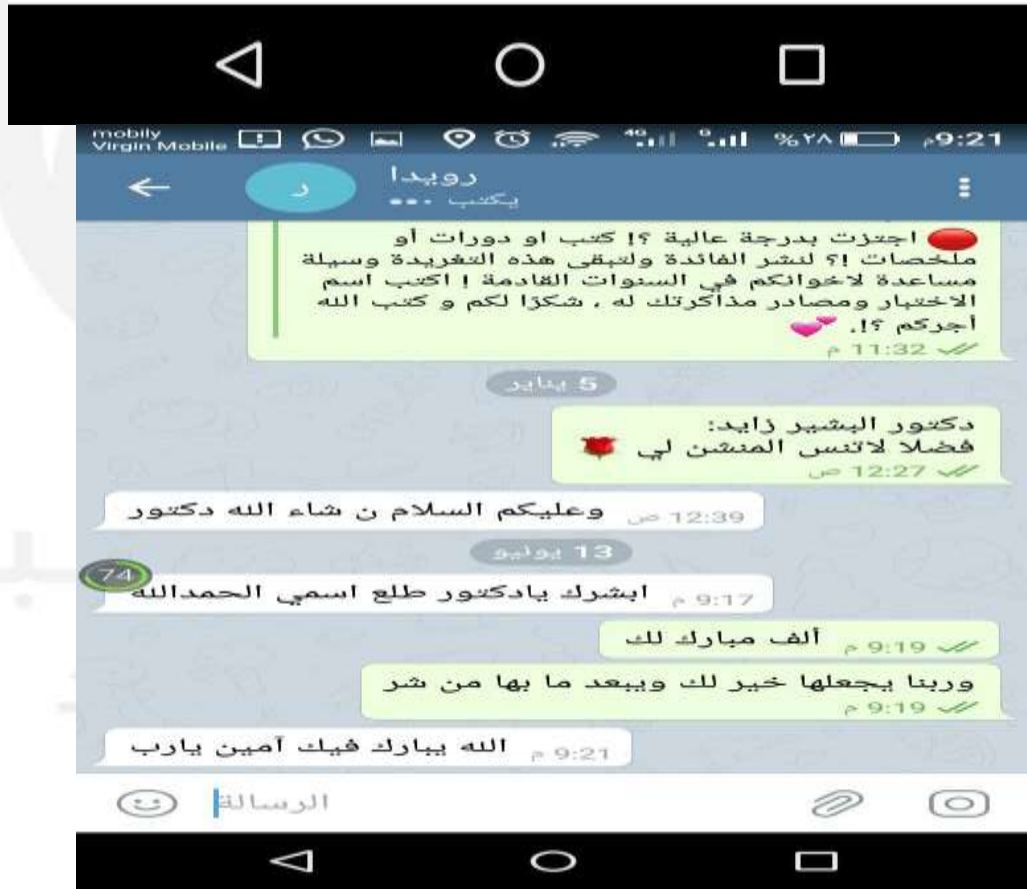 mobily
Virgin Mobile
4G
%٢٨
9:21م
رويدا
ر
يكتب
اجتزت بدرجة عالية ؟! كتب او دورات أو
ملخصات !؟ لنشر الفائدة ولتبقى هذه التغريدة وسيلة
مساعدة لاخوانكم في السنوات القادمة ! اكتب اسم
الاختبار ومصادر مذاكرتك له ، شكرًا لكم و كتب الله
أجركم ؟!. 💕
11:32 م
5 يناير
دكتور البشير زايد:
فضلا لاتنس المنشن لي 🌹
12:27 ص
وعليكم السلام ن شاء الله دكتور
12:39 ص
13 يوليو
74
ابشرك يادكتور طلع اسمي الحمدالله
9:17 م
ألف مبارك لك
9:19 م
وربنا يجعلها خير لك ويبعد ما بها من شر
9:19 م
الله يبارك فيك آمين يارب
9:21 م
الرسالة